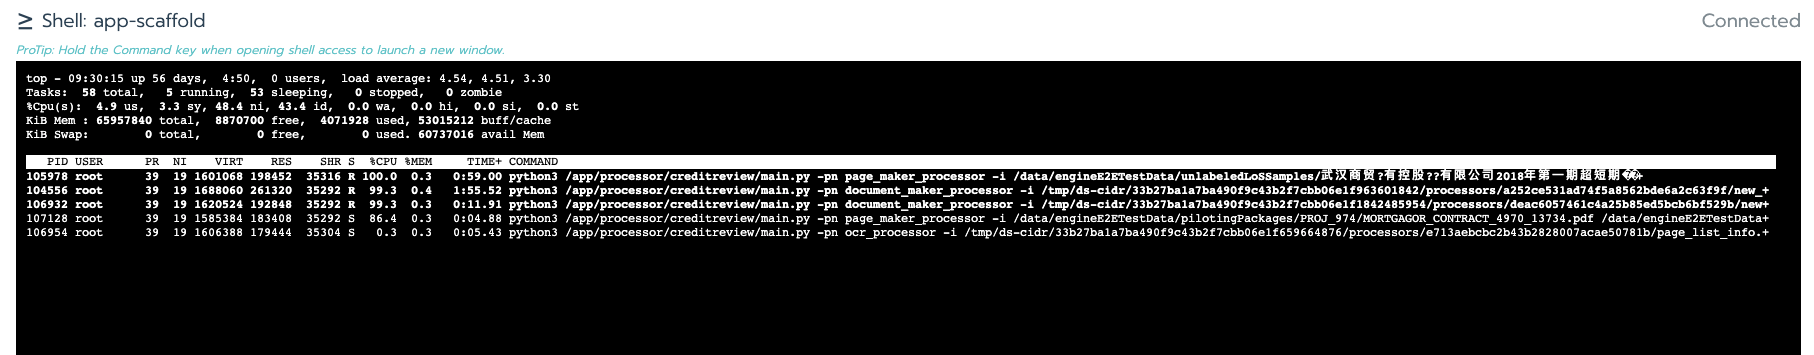 ≥ Shell: app-scaffold
Connected
ProTip: Hold the Command key when opening shell access to launch a new window.
top - 09:30:15 up 56 days,  4:50,  0 users,  load average: 4.54, 4.51, 3.30
Tasks:  58 total,   5 running,  53 sleeping,   0 stopped,   0 zombie
%Cpu(s):  4.9 us,  3.3 sy, 48.4 ni, 43.4 id,  0.0 wa,  0.0 hi,  0.0 si,  0.0 st
KiB Mem : 65957840 total,  8870700 free,  4071928 used, 53015212 buff/cache
KiB Swap:        0 total,        0 free,        0 used. 60737016 avail Mem
PID USER      PR  NI    VIRT    RES    SHR S  %CPU %MEM     TIME+ COMMAND
105978 root      39  19 1601068 198452  35316 R 100.0  0.3   0:59.00 python3 /app/processor/creditreview/main.py -pn page_maker_processor -i /data/engineE2ETestData/unlabeledLoSSamples/武汉商贸?有控股??有限公司2018年第一期超短期��+
104556 root      39  19 1688060 261320  35292 R  99.3  0.4   1:55.52 python3 /app/processor/creditreview/main.py -pn document_maker_processor -i /tmp/ds-cidr/33b27ba1a7ba490f9c43b2f7cbb06e1f963601842/processors/a252ce531ad74f5a8562bde6a2c63f9f/new_+
106932 root      39  19 1620524 192848  35292 R  99.3  0.3   0:11.91 python3 /app/processor/creditreview/main.py -pn document_maker_processor -i /tmp/ds-cidr/33b27ba1a7ba490f9c43b2f7cbb06e1f1842485954/processors/deac6057461c4a25b85ed5bcb6bf529b/new+
107128 root      39  19 1585384 183408  35292 S  86.4  0.3   0:04.88 python3 /app/processor/creditreview/main.py -pn page_maker_processor -i /data/engineE2ETestData/pilotingPackages/PROJ_974/MORTGAGOR_CONTRACT_4970_13734.pdf /data/engineE2ETestData+
106954 root      39  19 1606388 179444  35304 S   0.3  0.3   0:05.43 python3 /app/processor/creditreview/main.py -pn ocr_processor -i /tmp/ds-cidr/33b27ba1a7ba490f9c43b2f7cbb06e1f659664876/processors/e713aebcbc2b43b2828007acae50781b/page_list_info.+